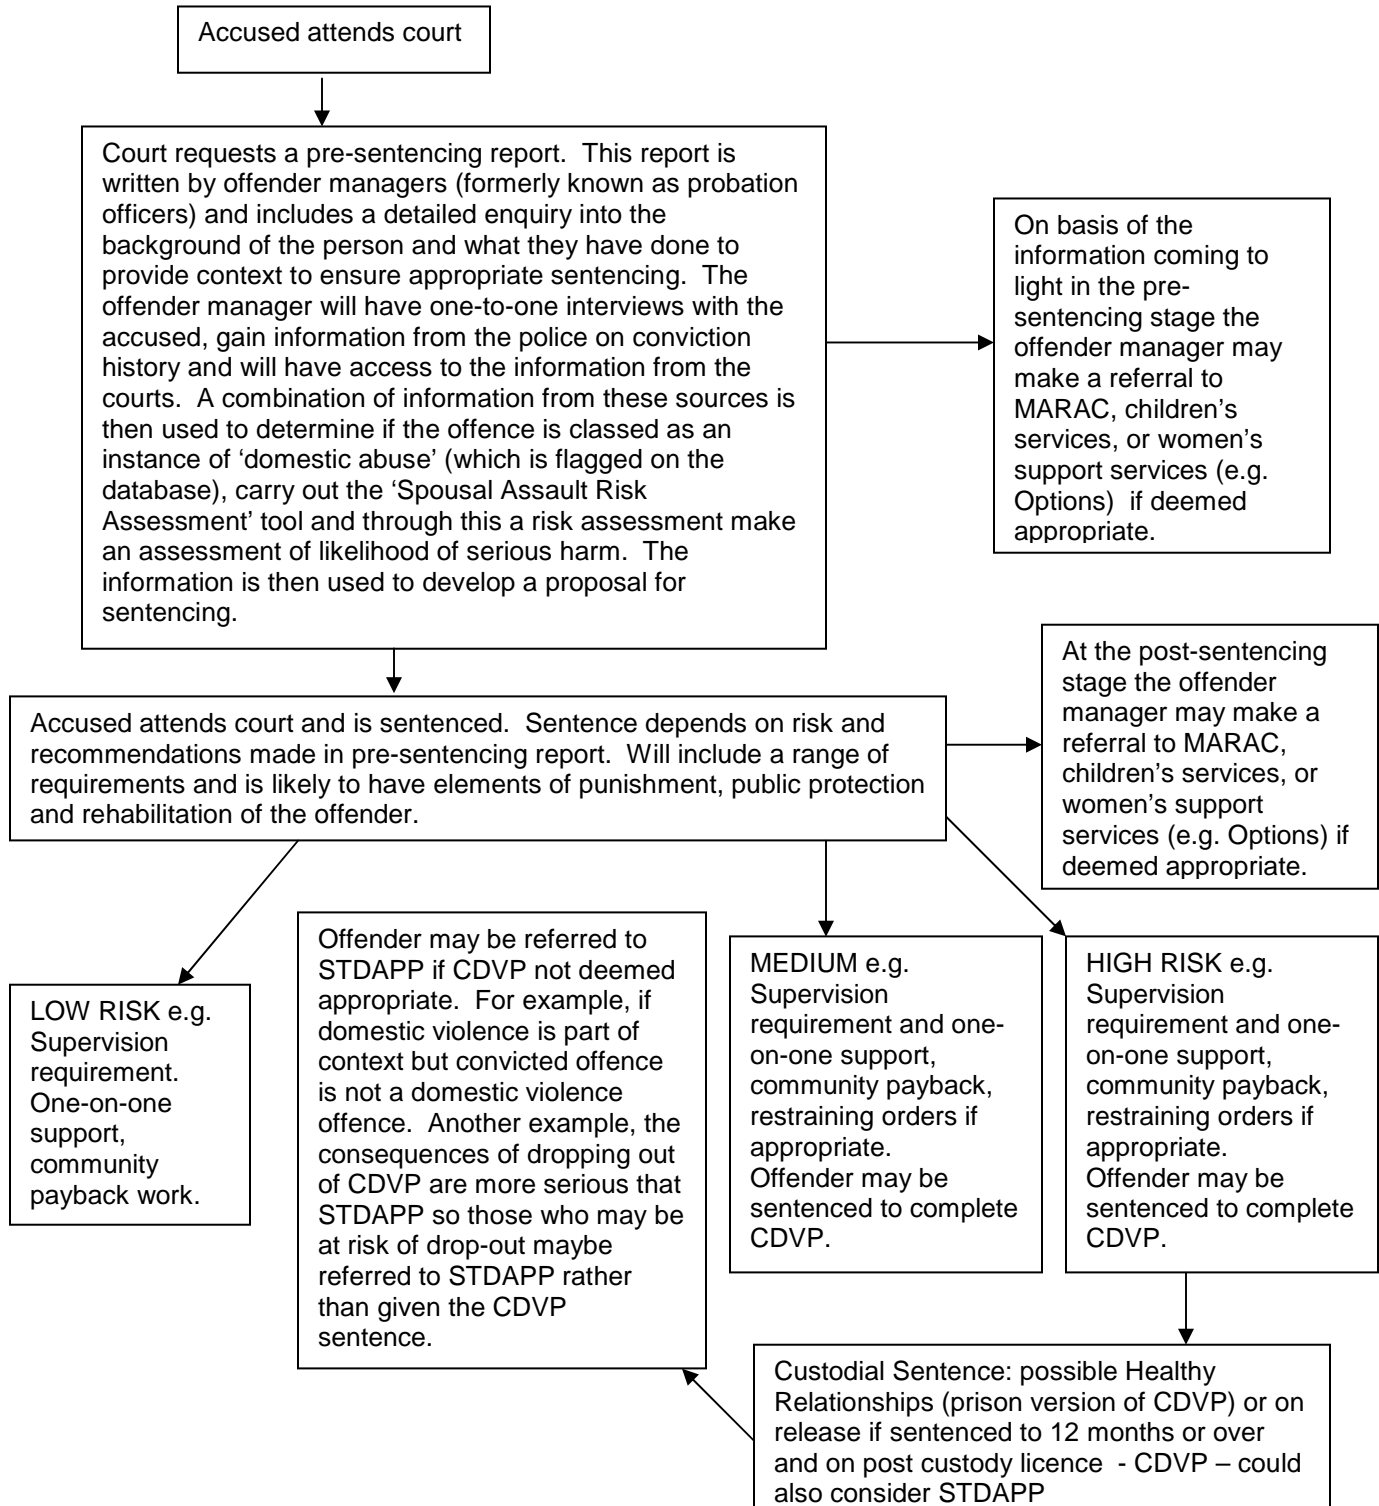 Accused attends court
Court requests a pre-sentencing report.  This report is
written by offender managers (formerly known as probation
officers) and includes a detailed enquiry into the
background of the person and what they have done to
provide context to ensure appropriate sentencing.  The
offender manager will have one-to-one interviews with the
accused, gain information from the police on conviction
history and will have access to the information from the
courts.  A combination of information from these sources is
then used to determine if the offence is classed as an
instance of ‘domestic abuse’ (which is flagged on the
database), carry out the ‘Spousal Assault Risk
Assessment’ tool and through this a risk assessment make
an assessment of likelihood of serious harm.  The
information is then used to develop a proposal for
sentencing.
On basis of the
information coming to
light in the pre-
sentencing stage the
offender manager may
make a referral to
MARAC, children’s
services, or women’s
support services (e.g.
Options)  if deemed
appropriate.
Accused attends court and is sentenced.  Sentence depends on risk and
recommendations made in pre-sentencing report.  Will include a range of
requirements and is likely to have elements of punishment, public protection
and rehabilitation of the offender.
At the post-sentencing
stage the offender
manager may make a
referral to MARAC,
children’s services, or
women’s support
services (e.g. Options) if
deemed appropriate.
LOW RISK e.g.
Supervision
requirement.
One-on-one
support,
community
payback work.
Offender may be referred to
STDAPP if CDVP not deemed
appropriate.  For example, if
domestic violence is part of
context but convicted offence
is not a domestic violence
offence.  Another example, the
consequences of dropping out
of CDVP are more serious that
STDAPP so those who may be
at risk of drop-out maybe
referred to STDAPP rather
than given the CDVP
sentence.
MEDIUM e.g.
Supervision
requirement and one-
on-one support,
community payback,
restraining orders if
appropriate.
Offender may be
sentenced to complete
CDVP.
HIGH RISK e.g.
Supervision
requirement and one-
on-one support,
community payback,
restraining orders if
appropriate.
Offender may be
sentenced to complete
CDVP.
Custodial Sentence: possible Healthy
Relationships (prison version of CDVP) or on
release if sentenced to 12 months or over
and on post custody licence  - CDVP – could
also consider STDAPP